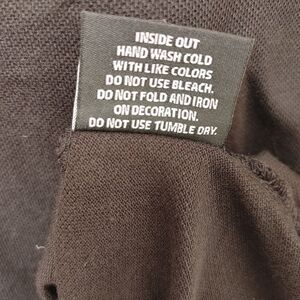 INSIDE OUT
HAND WASH COLD
WITH LIKE COLORS
DO NOT USE BLEACH.
DO NOT FOLD AND IRON
ON DECORATION.
DO NOT USE TUMBLE DRY.